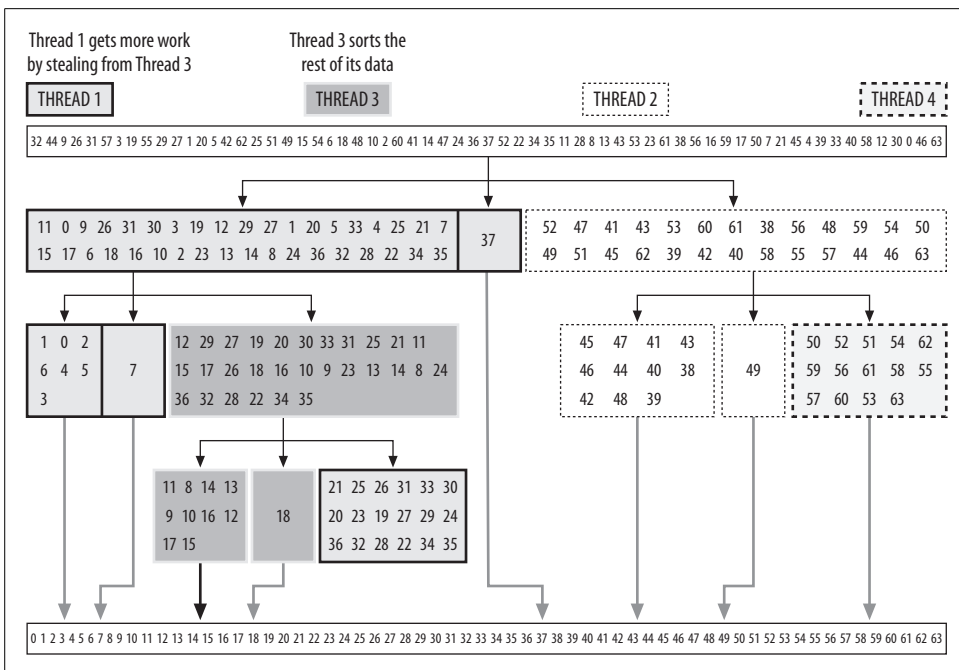 Thread 1 gets more work
by stealing from Thread 3
Thread 3 sorts the
rest of its data
THREAD 1
THREAD 3
THREAD 2
THREAD 4
32 44 9 26 31 57 3 19 55 29 27 1 20 5 42 62 25 51 49 15 54 6 18 48 10 2 60 41 14 47 24 36 37 52 22 34 35 11 28 8 13 43 53 23 61 38 56 16 59 17 50 7 21 45 4 39 33 40 58 12 30 0 46 63
11 0 9 26 31 30 3 19 12 29 27 1 20 5 33 4 25 21 7
15 17 6 18 16 10 2 23 13 14 8 24 36 32 28 22 34 35
37
52 47 41 43 53 60 61 38 56 48 59 54 50
49 51 45 62 39 42 40 58 55 57 44 46 63
1 0 2
6 4 5
3
7
12 29 27 19 20 30 33 31 25 21 11
15 17 26 18 16 10 9 23 13 14 8 24
36 32 28 22 34 35
45 47 41 43
46 44 40 38
42 48 39
49
50 52 51 54 62
59 56 61 58 55
57 60 53 63
11 8 14 13
9 10 16 12
17 15
18
21 25 26 31 33 30
20 23 19 27 29 24
36 32 28 22 34 35
0 1 2 3 4 5 6 7 8 9 10 11 12 13 14 15 16 17 18 19 20 21 22 23 24 25 26 27 28 29 30 31 32 33 34 35 36 37 38 39 40 41 42 43 44 45 46 47 48 49 50 51 52 53 54 55 56 57 58 59 60 61 62 63